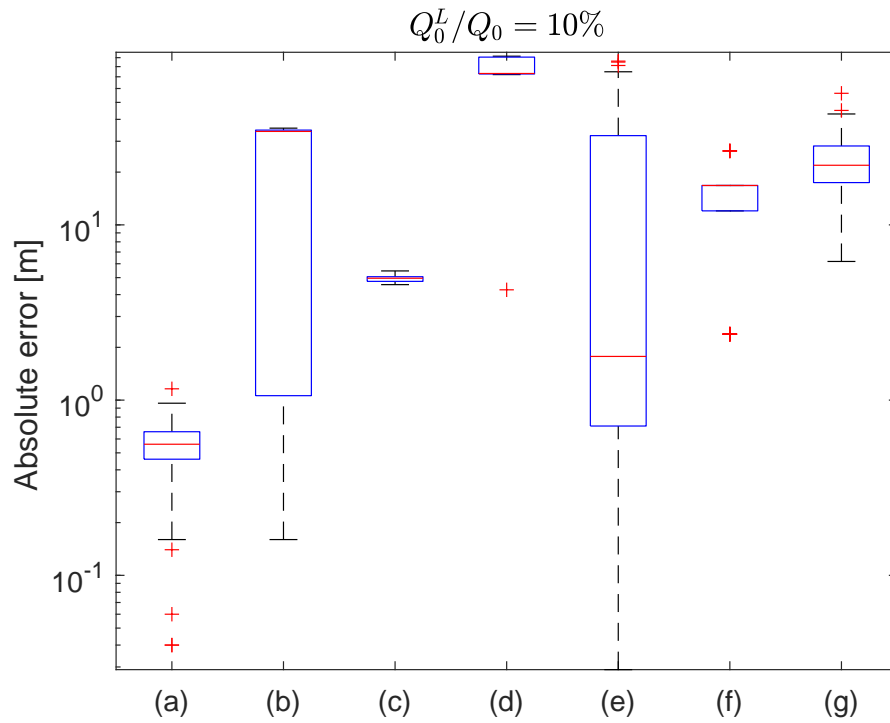 $Q_0^L/Q_0 = 10\%$
Absolute error [m]
10^1
10^0
10^-1
(a) (b) (c) (d) (e) (f) (g)